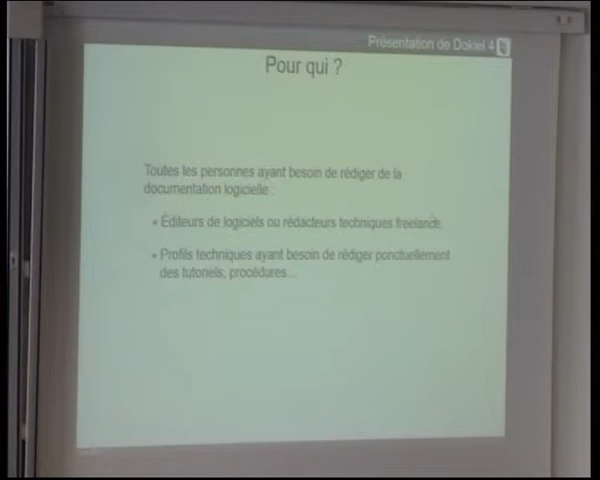 Présentation de Dokiel 4
Pour qui ?
Toutes les personnes ayant besoin de rédiger de la
documentation logicielle :
• Éditeurs de logiciels ou rédacteurs techniques freelance
• Profils techniques ayant besoin de rédiger ponctuellement
des tutoriels, procédures...